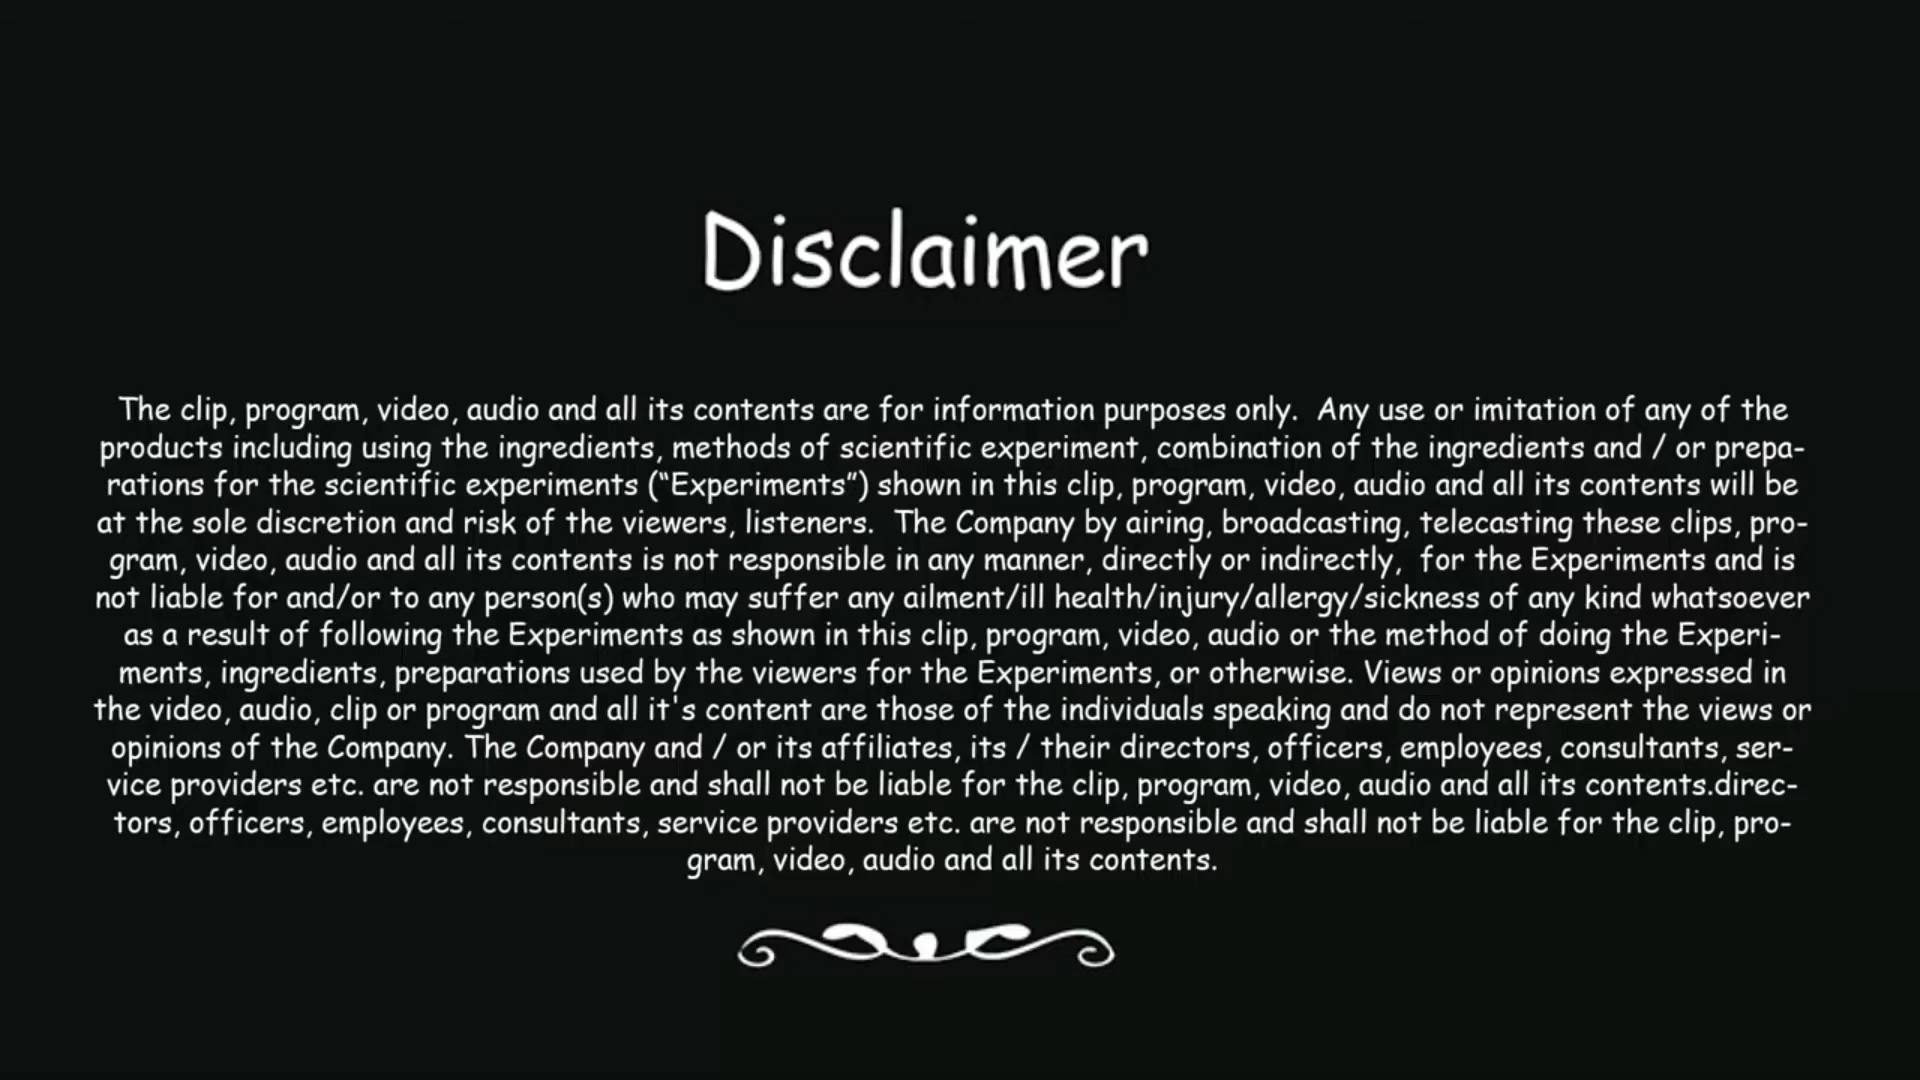 Disclaimer
The clip, program, video, audio and all its contents are for information purposes only.  Any use or imitation of any of the
products including using the ingredients, methods of scientific experiment, combination of the ingredients and / or prepa-
rations for the scientific experiments (“Experiments”) shown in this clip, program, video, audio and all its contents will be
at the sole discretion and risk of the viewers, listeners.  The Company by airing, broadcasting, telecasting these clips, pro-
gram, video, audio and all its contents is not responsible in any manner, directly or indirectly,  for the Experiments and is
not liable for and/or to any person(s) who may suffer any ailment/ill health/injury/allergy/sickness of any kind whatsoever
as a result of following the Experiments as shown in this clip, program, video, audio or the method of doing the Experi-
ments, ingredients, preparations used by the viewers for the Experiments, or otherwise. Views or opinions expressed in
the video, audio, clip or program and all it's content are those of the individuals speaking and do not represent the views or
opinions of the Company. The Company and / or its affiliates, its / their directors, officers, employees, consultants, ser-
vice providers etc. are not responsible and shall not be liable for the clip, program, video, audio and all its contents.direc-
tors, officers, employees, consultants, service providers etc. are not responsible and shall not be liable for the clip, pro-
gram, video, audio and all its contents.